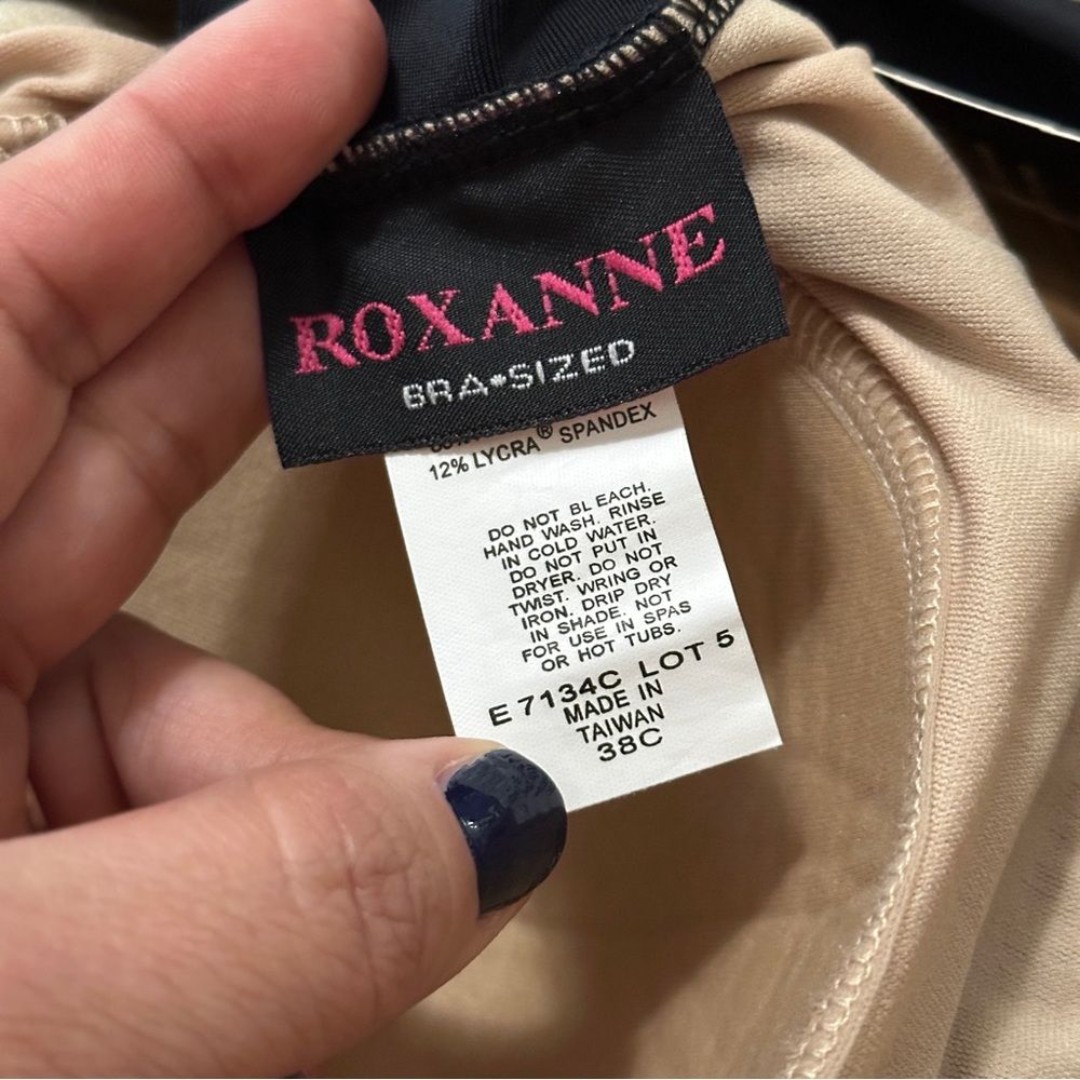 ROXANNE
BRA•SIZED
12% LYCRA® SPANDEX
DO NOT BLEACH.
HAND WASH. RINSE
IN COLD WATER.
DO NOT PUT IN
DRYER. DO NOT
TWIST. WRING OR
IRON. DRIP DRY
IN SHADE. NOT
FOR USE IN SPAS
OR HOT TUBS.
E 7134C LOT 5
MADE IN
TAIWAN
38C